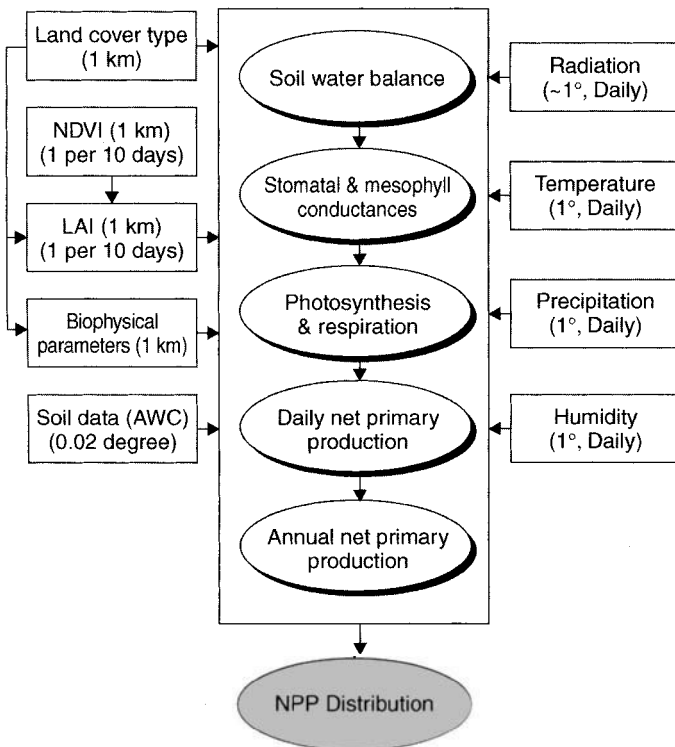 Land cover type
(1 km)
NDVI (1 km)
(1 per 10 days)
LAI (1 km)
(1 per 10 days)
Biophysical
parameters (1 km)
Soil data (AWC)
(0.02 degree)
Soil water balance
Stomatal & mesophyll
conductances
Photosynthesis
& respiration
Daily net primary
production
Annual net primary
production
NPP Distribution
Radiation
(~1°, Daily)
Temperature
(1°, Daily)
Precipitation
(1°, Daily)
Humidity
(1°, Daily)